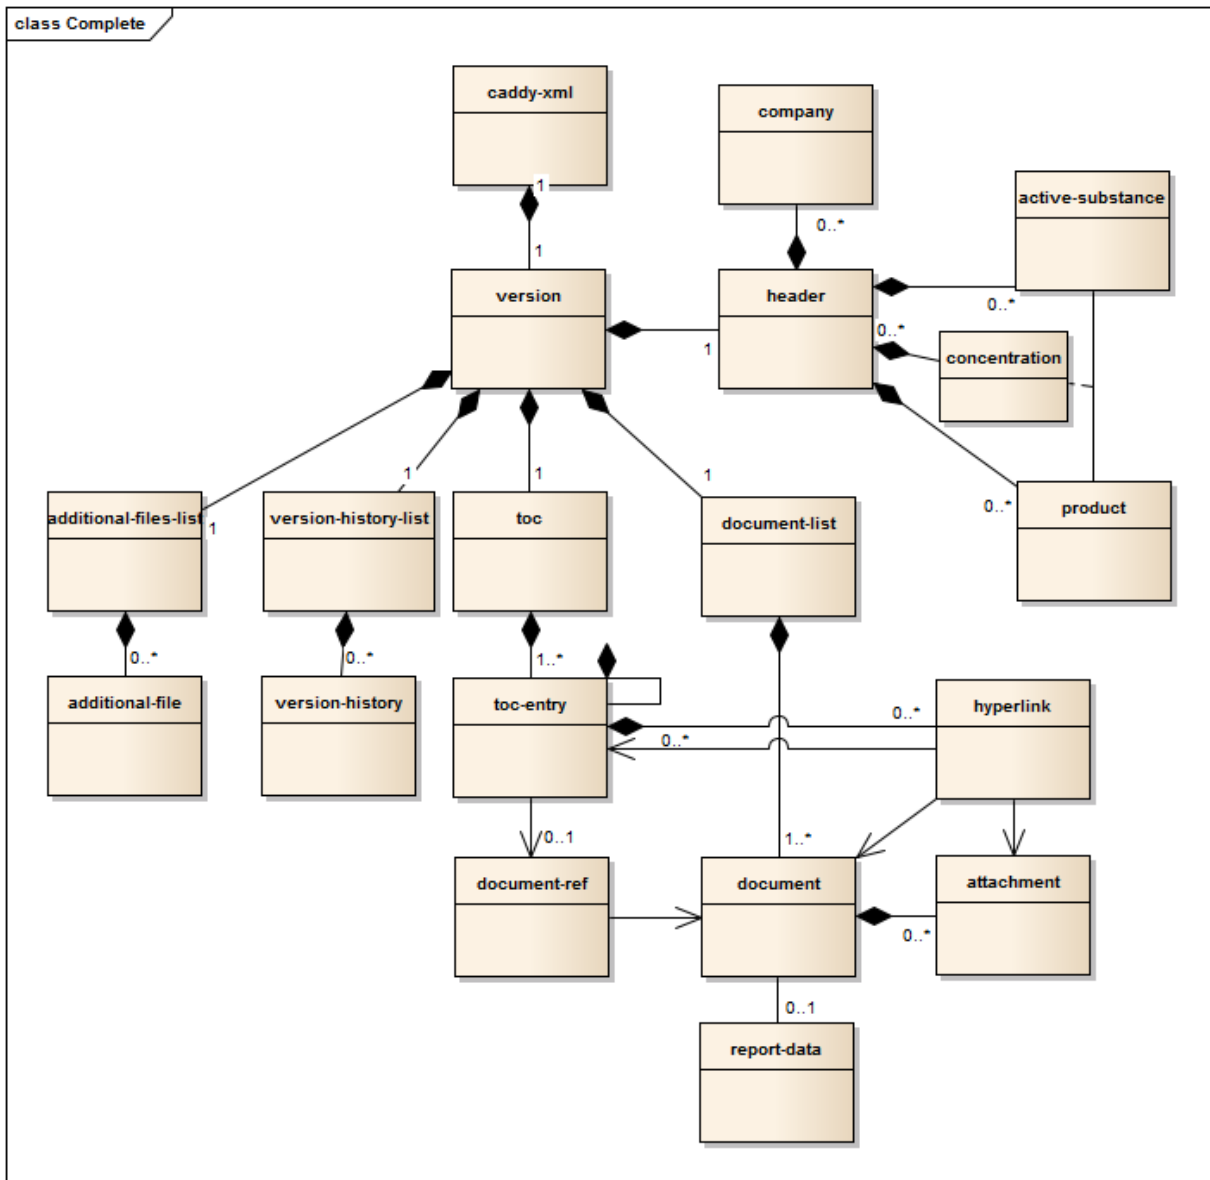 class Complete
caddy-xml
company
active-substance
1
0..*
1
version
header
0..*
0..*
1
concentration
1
1
1
1
0..*
additional-files-list
version-history-list
toc
document-list
product
0..*
0..*
1..*
additional-file
version-history
toc-entry
hyperlink
0..*
0..*
0..1
1..*
document-ref
document
attachment
0..*
0..1
report-data